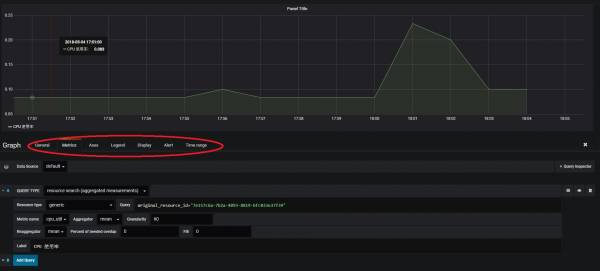 Panel Title
0.25
0.20
0.15
0.10
0.05
2018-08-04 17:51:00
CPU 使用率: 0.083
17:51 17:52 17:53 17:54 17:55 17:56 17:57 17:58 17:59 18:00 18:01 18:02 18:03 18:04 18:05
CPU 使用率
Graph General Metrics Axes Legend Display Alert Time range
Data Source default Query Inspector
A QUERY TYPE resource search (aggregated measurements)
Resource type generic Query
Metric name cpu_util Aggregator mean Granularity 60
Reaggregator mean Percent of needed overlap 0 Fill 0
Label CPU 使用率
B Add Query